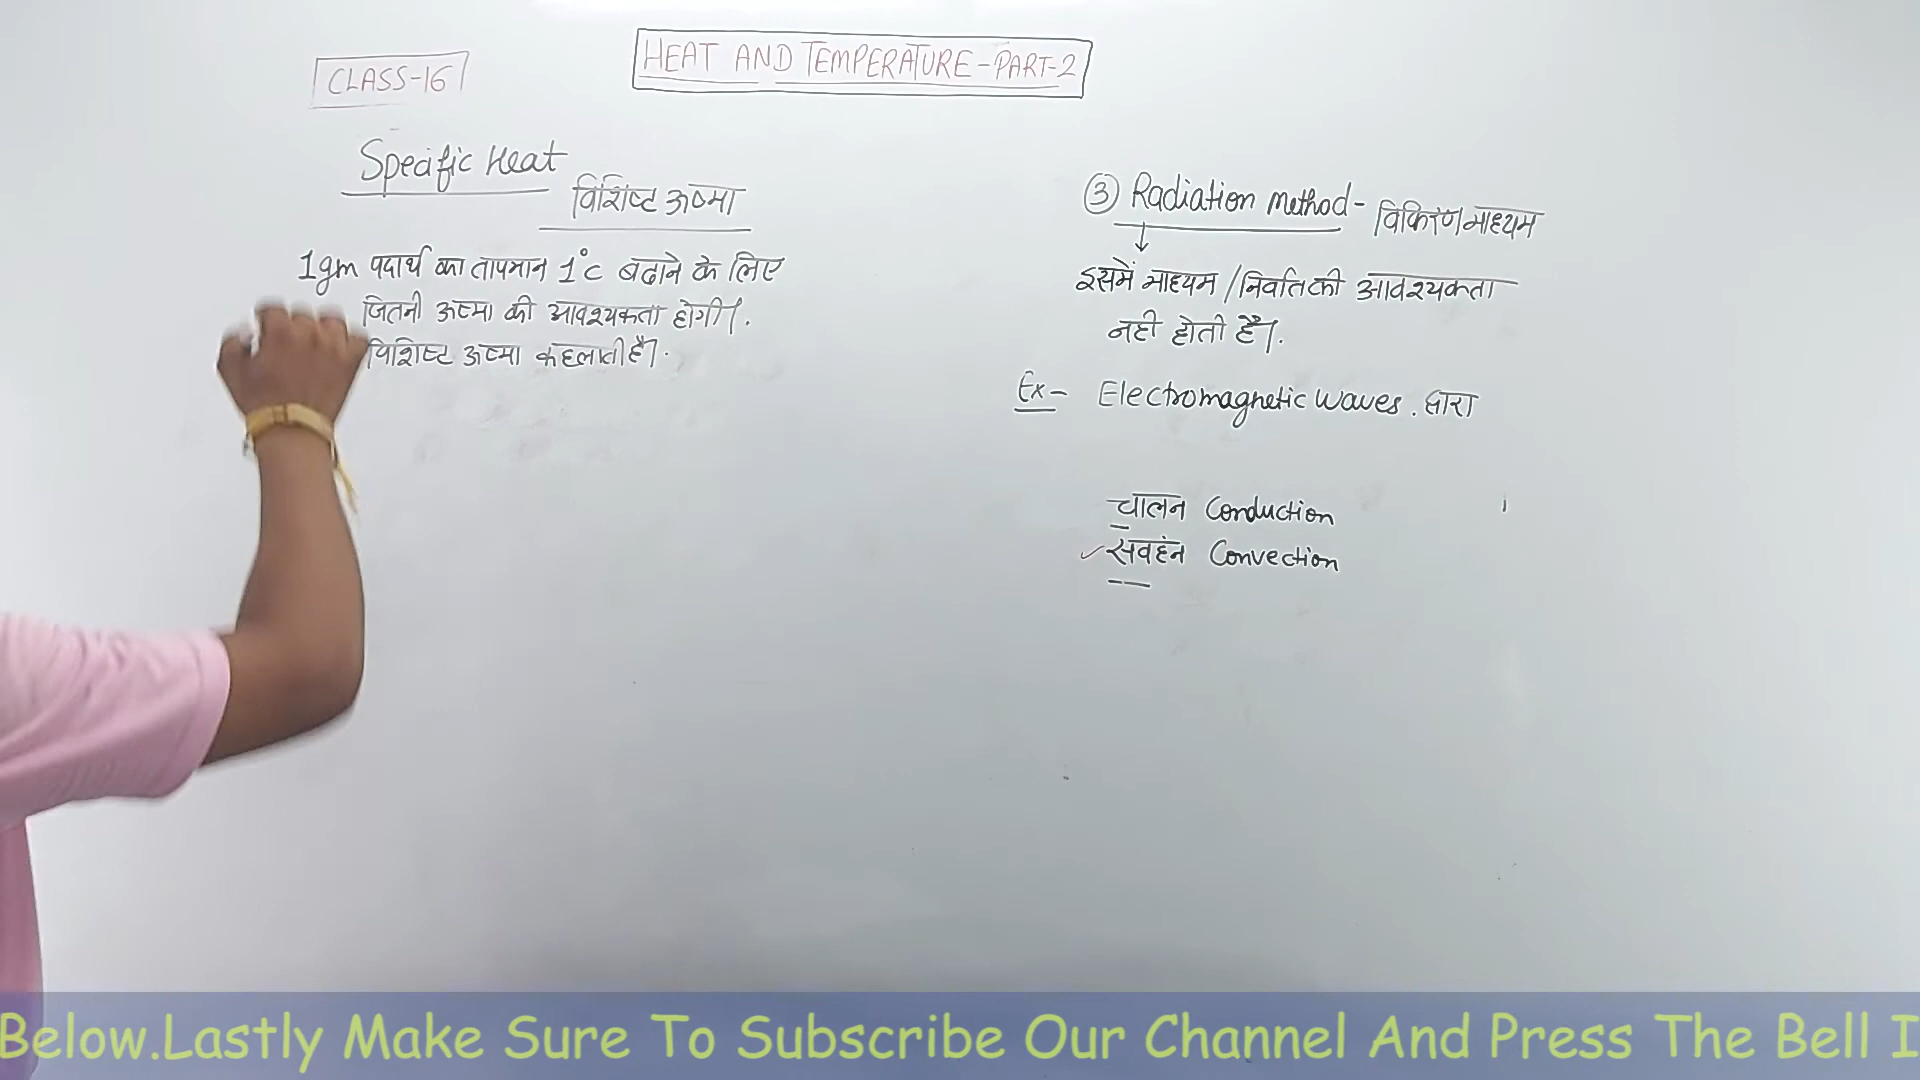 CLASS-16
HEAT AND TEMPERATURE-PART-2
Specific Heat
विशिष्ट ऊष्मा
1gm पदार्थ का तापमान 1°C बढाने के लिए
जितनी ऊष्मा की आवश्यकता होगी।
विशिष्ट ऊष्मा कहलाती है।
③ Radiation method- विकिरण माध्यम
↓
इसमें माध्यम / की आवश्यकता
नही होती है।
Ex- Electromagnetic waves. द्वारा
चालन Conduction
✓ सवहंन Convection
Below.Lastly Make Sure To Subscribe Our Channel And Press The Bell I